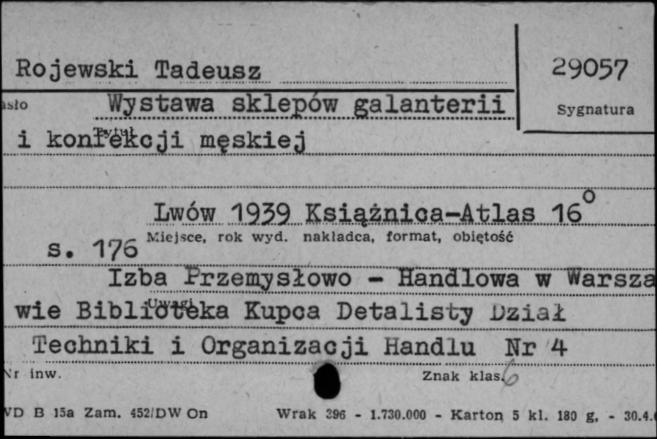 Rojewski Tadeusz
29057
Sygnatura
asło
Wystawa sklepów galanterii
Tytuł
i konfekcji męskiej
Lwów 1939 Książnica-Atlas 16°
Miejsce, rok wyd. nakładca, format, objętość
s. 176
Izba Przemysłowo - Handlowa w Warsza
Uwagi
wie Biblioteka Kupca Detalisty Dział
Techniki i Organizacji Handlu Nr 4
Nr inw.
Znak klas. 6
WD B 15a Zam. 452/DW On
Wrak 396 - 1.730.000 - Karton 5 kl. 180 g. - 30.4.